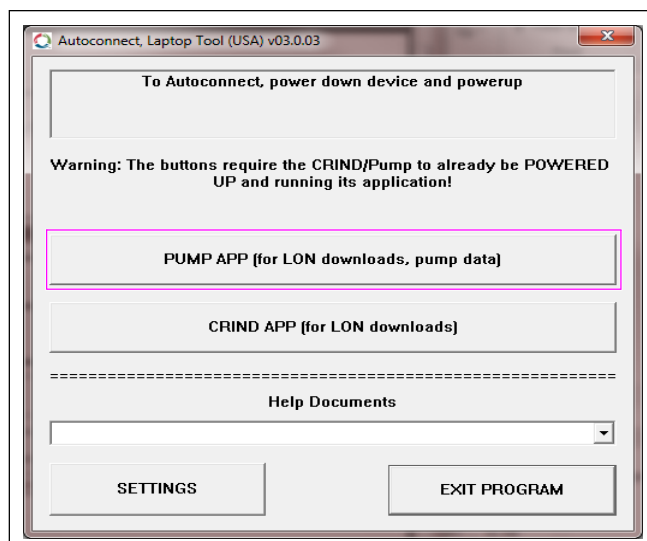 Autoconnect, Laptop Tool (USA) v03.0.03
To Autoconnect, power down device and powerup
Warning: The buttons require the CRIND/Pump to already be POWERED
UP and running its application!
PUMP APP (for LON downloads, pump data)
CRIND APP (for LON downloads)
============================================================
Help Documents
SETTINGS
EXIT PROGRAM